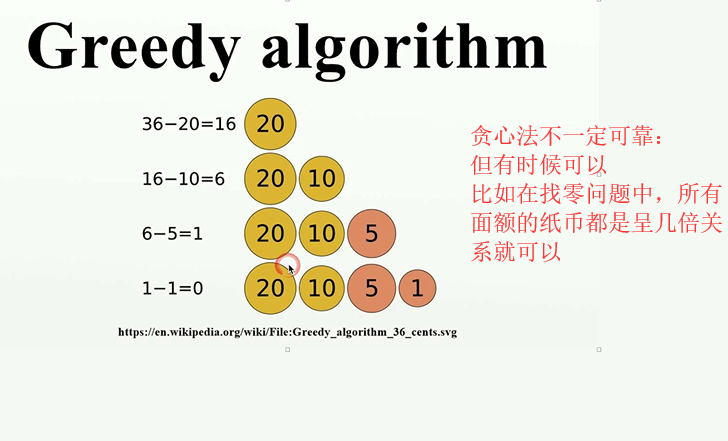 Greedy algorithm
36−20=16 20
16−10=6 20 10
6−5=1 20 10 5
1−1=0 20 10 5 1
https://en.wikipedia.org/wiki/File:Greedy_algorithm_36_cents.svg
贪心法不一定可靠：
但有时候可以
比如在找零问题中，所有
面额的纸币都是呈几倍关
系就可以